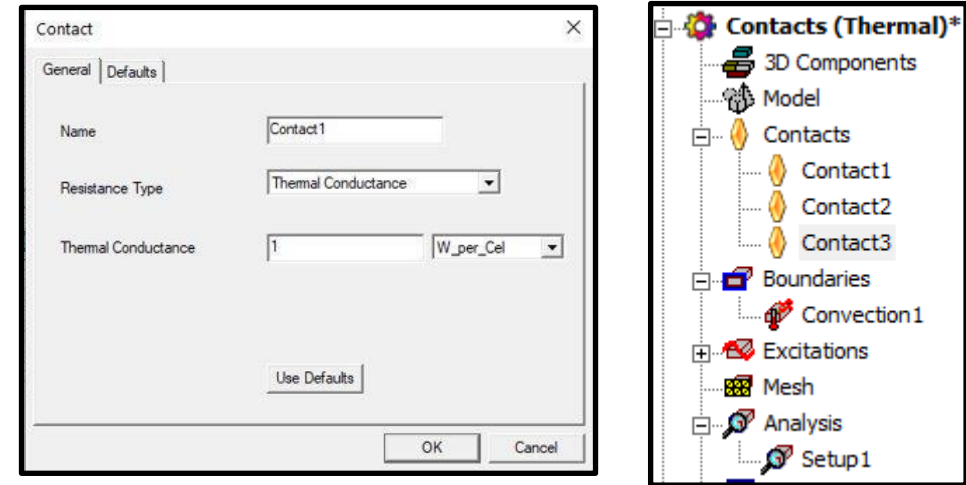 Contact
General Defaults
Name Contact1
Resistance Type Thermal Conductance
Thermal Conductance 1 W_per_Cel
Use Defaults
OK Cancel
Contacts (Thermal)*
3D Components
Model
Contacts
Contact1
Contact2
Contact3
Boundaries
Convection1
Excitations
Mesh
Analysis
Setup1